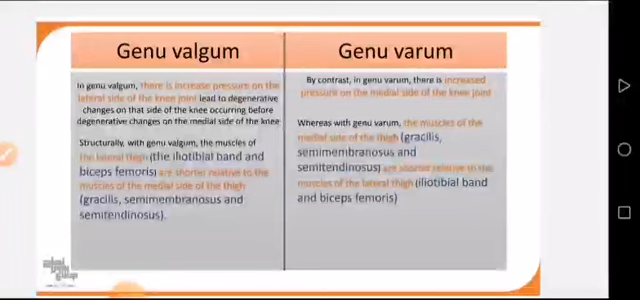 Genu valgum
In genu valgum, there is increase pressure on the
lateral side of the knee joint lead to degenerative
changes on that side of the knee occurring before
degenerative changes on the medial side of the knee
Structurally, with genu valgum, the muscles of
the lateral thigh (the iliotibial band and
biceps femoris) are shorter relative to the
muscles of the medial side of the thigh
(gracilis, semimembranosus and
semitendinosus).
Genu varum
By contrast, in genu varum, there is increased
pressure on the medial side of the knee joint
Whereas with genu varum, the muscles of the
medial side of the thigh (gracilis,
semimembranosus and
semitendinosus) are shorter relative to the
muscles of the lateral thigh (iliotibial band
and biceps femoris)